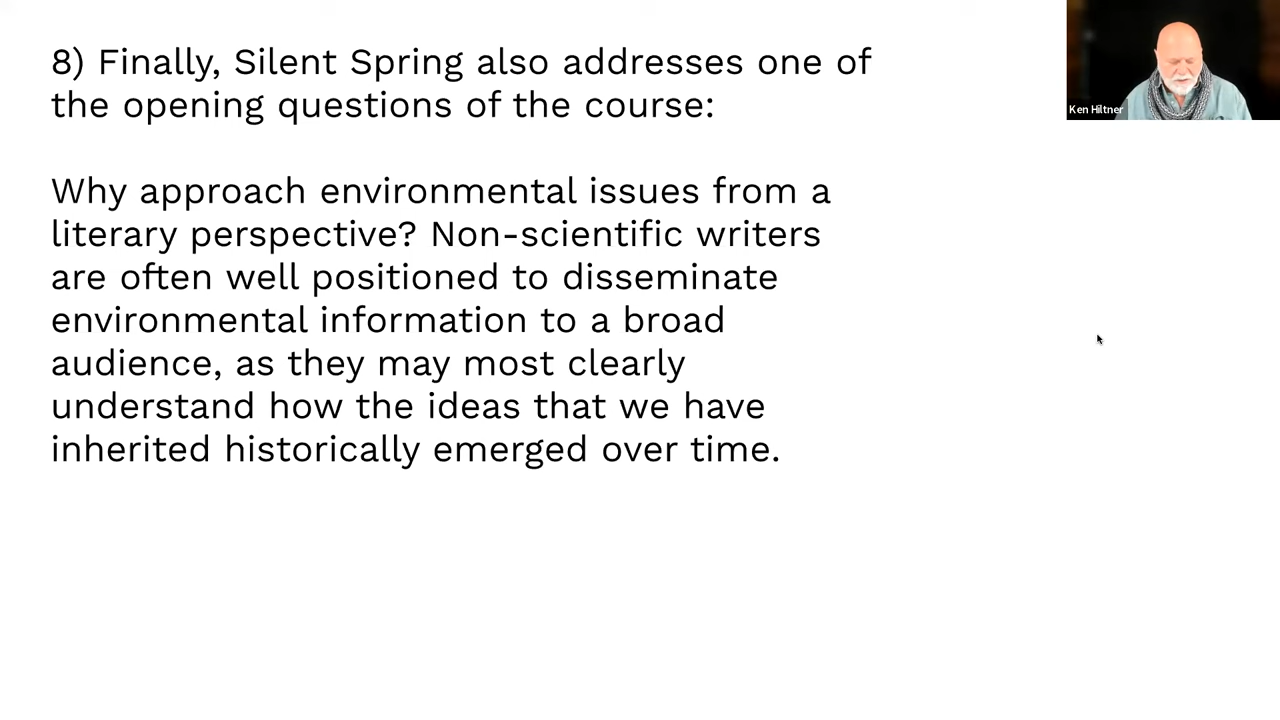 8) Finally, Silent Spring also addresses one of
the opening questions of the course:
Why approach environmental issues from a
literary perspective? Non-scientific writers
are often well positioned to disseminate
environmental information to a broad
audience, as they may most clearly
understand how the ideas that we have
inherited historically emerged over time.
Ken Hiltner